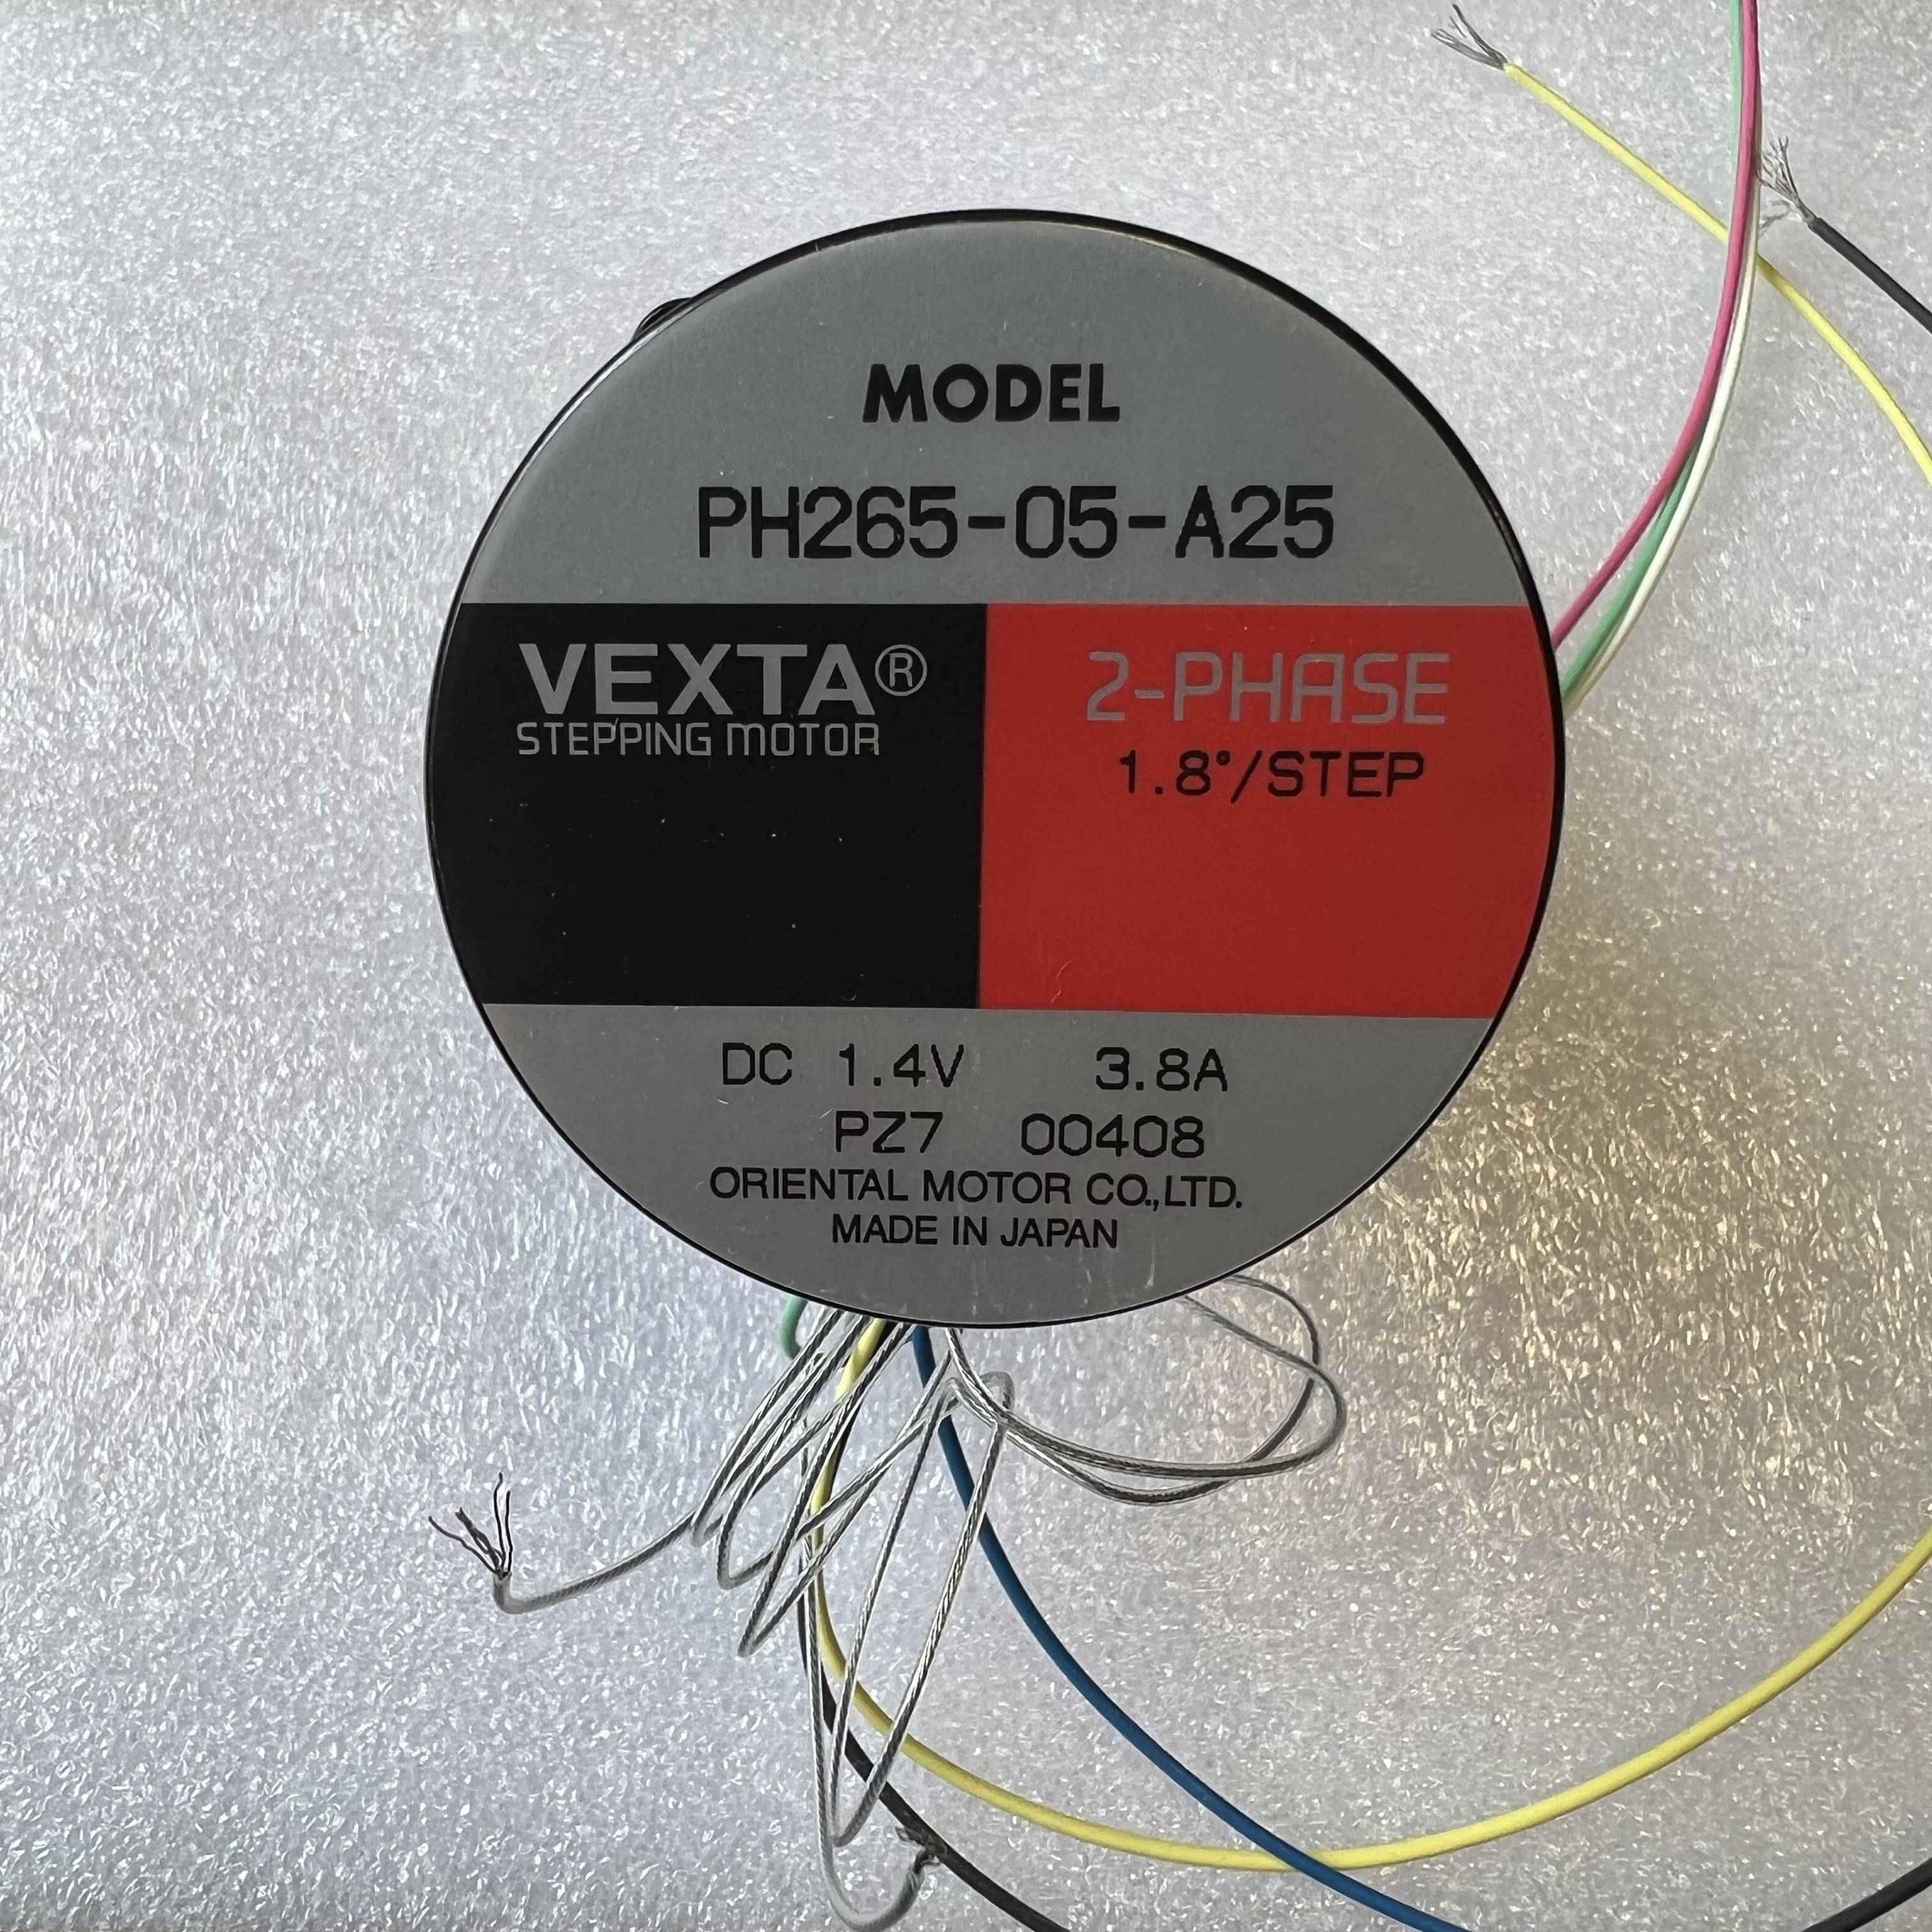 MODEL
PH265-05-A25
VEXTA®
STEPPING MOTOR
2-PHASE
1.8°/STEP
DC 1.4V 3.8A
PZ7 00408
ORIENTAL MOTOR CO.,LTD.
MADE IN JAPAN